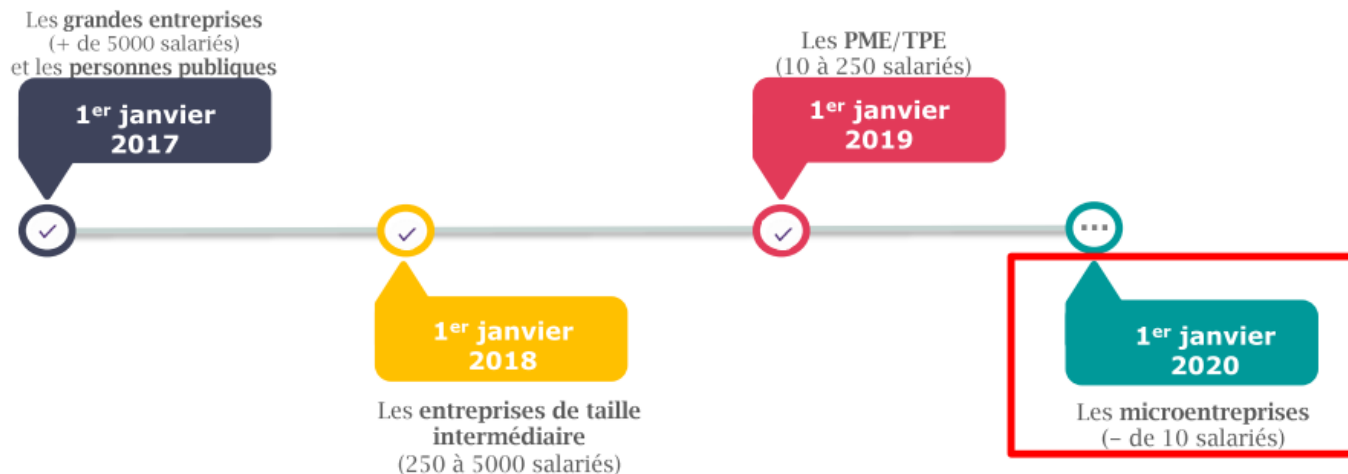 Les grandes entreprises
(+ de 5000 salariés)
et les personnes publiques
1er janvier
2017
1er janvier
2018
Les entreprises de taille
intermédiaire
(250 à 5000 salariés)
Les PME/TPE
(10 à 250 salariés)
1er janvier
2019
1er janvier
2020
Les microentreprises
(– de 10 salariés)